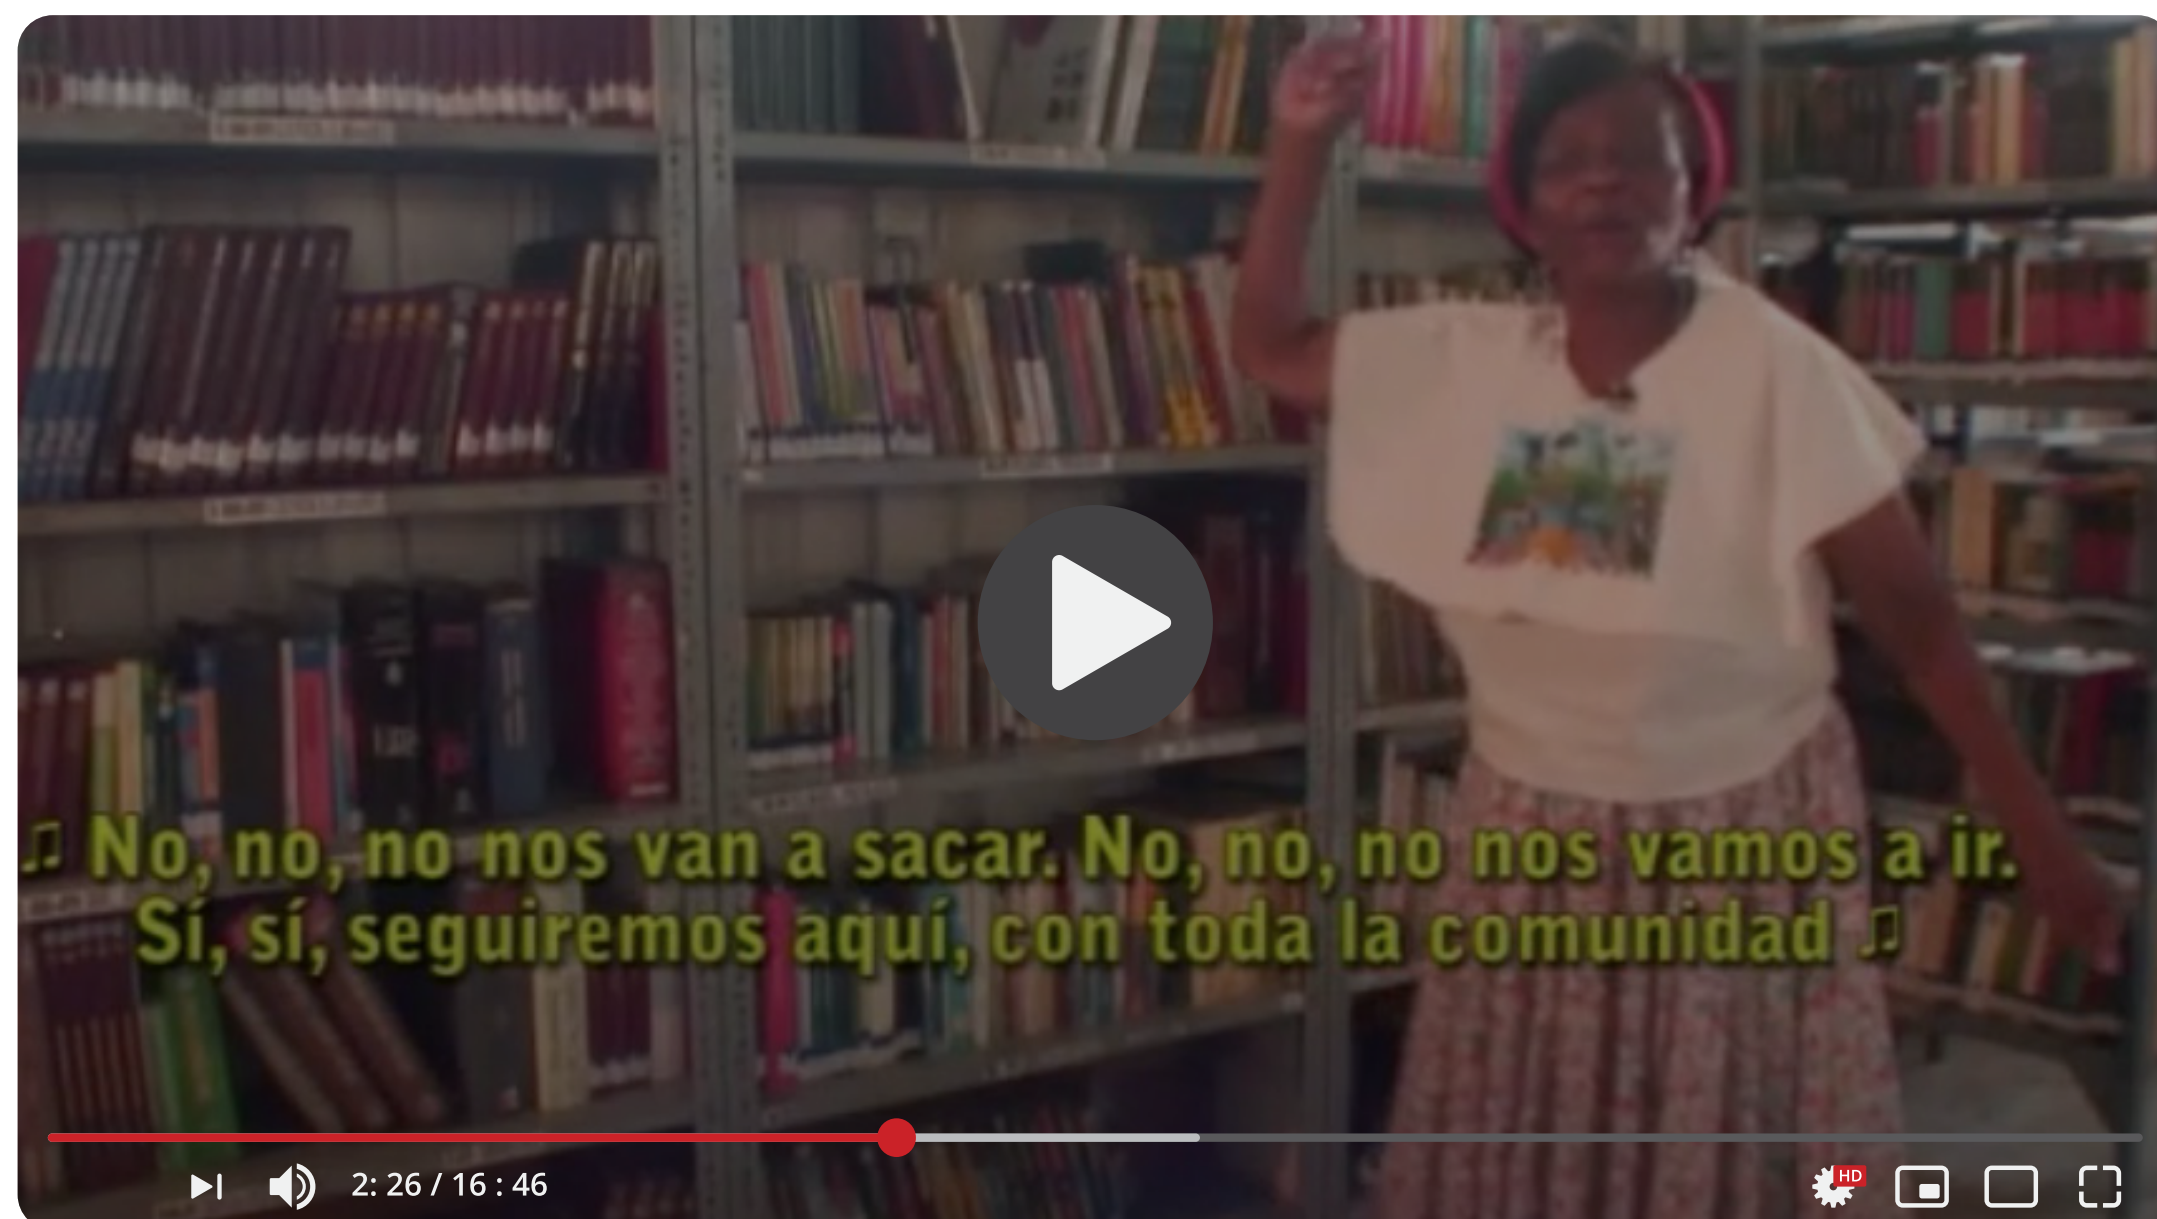 ♫ No, no, no nos van a sacar. No, no, no nos vamos a ir.
Sí, sí, seguiremos aquí, con toda la comunidad ♫
2: 26 / 16 : 46
HD